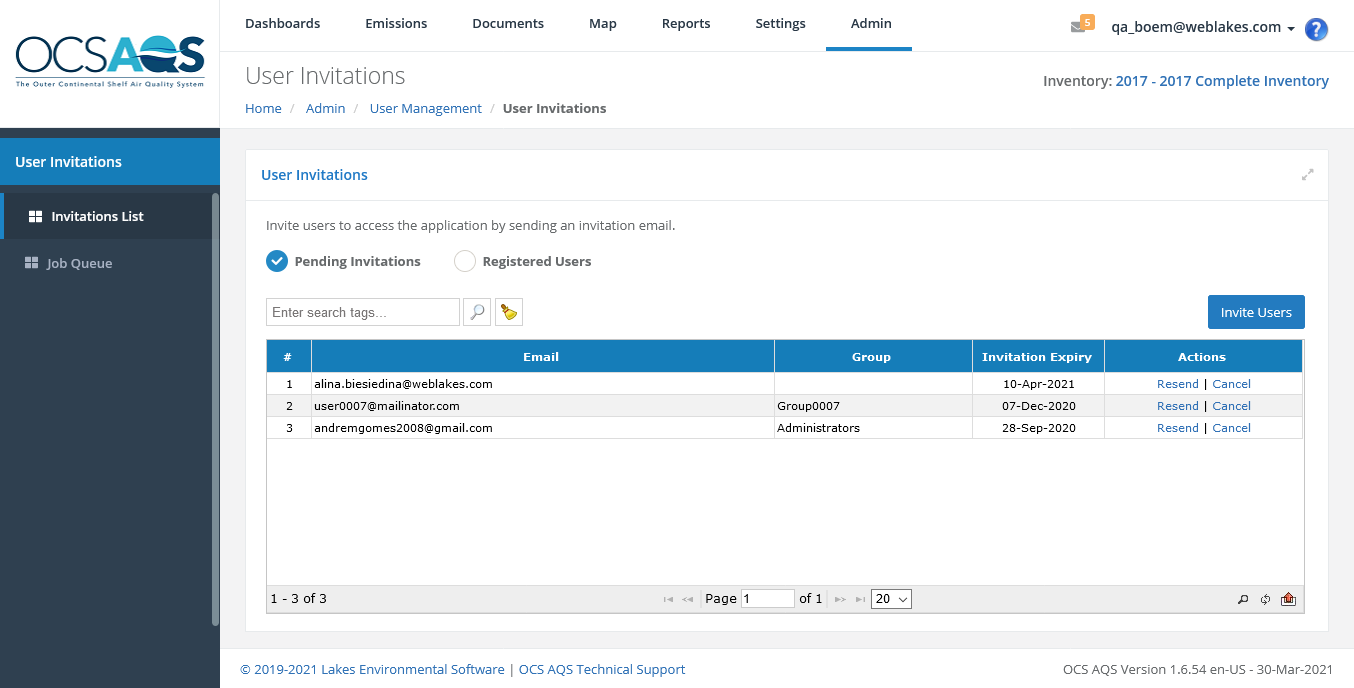 OCSAQS
The Outer Continental Shelf Air Quality System
Dashboards Emissions Documents Map Reports Settings Admin
5
qa_boem@weblakes.com
?
User Invitations
Inventory: 2017 - 2017 Complete Inventory
Home / Admin / User Management / User Invitations
User Invitations
Invitations List
Job Queue
User Invitations
Invite users to access the application by sending an invitation email.
Pending Invitations Registered Users
Enter search tags...
Invite Users
# Email Group Invitation Expiry Actions
1 alina.biesiedina@weblakes.com 10-Apr-2021 Resend | Cancel
2 user0007@mailinator.com Group0007 07-Dec-2020 Resend | Cancel
3 andremgomes2008@gmail.com Administrators 28-Sep-2020 Resend | Cancel
1 - 3 of 3 Page 1 of 1 20
© 2019-2021 Lakes Environmental Software | OCS AQS Technical Support
OCS AQS Version 1.6.54 en-US - 30-Mar-2021